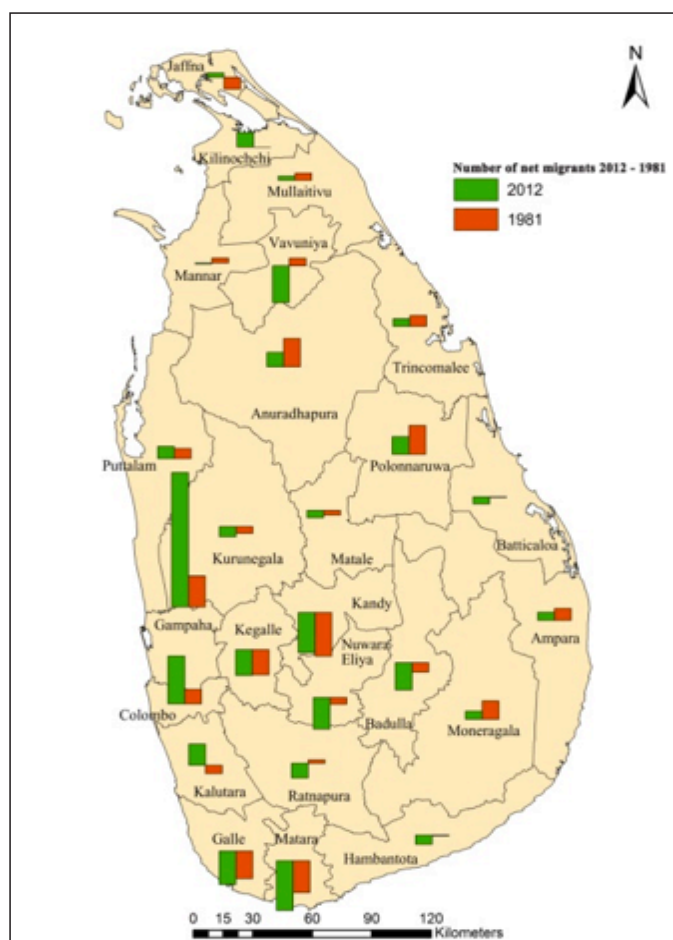 N
Jaffna
Kilinochchi
Number of net migrants 2012 - 1981
2012
1981
Mullaitivu
Vavuniya
Mannar
Trincomalee
Anuradhapura
Puttalam
Polonnaruwa
Kurunegala
Matale
Batticaloa
Kandy
Gampaha
Kegalle
Nuwara
Eliya
Ampara
Colombo
Badulla
Moneragala
Kalutara
Ratnapura
Galle
Matara
Hambantota
0 15 30 60 90 120
Kilometers